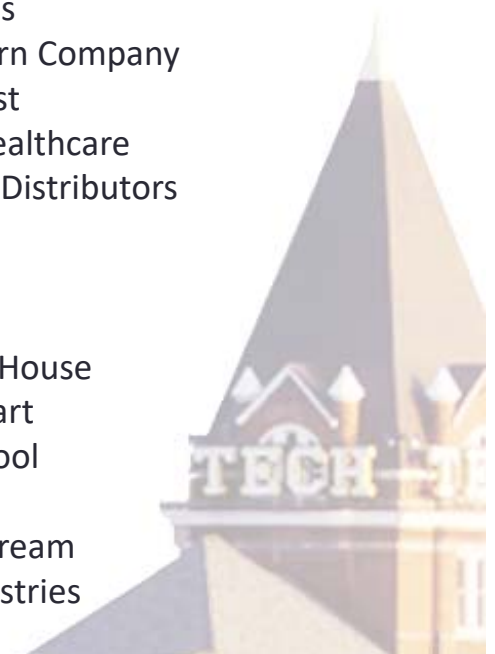 s
rn Company
st
ealthcare
Distributors
House
art
ool
ream
stries
TECH